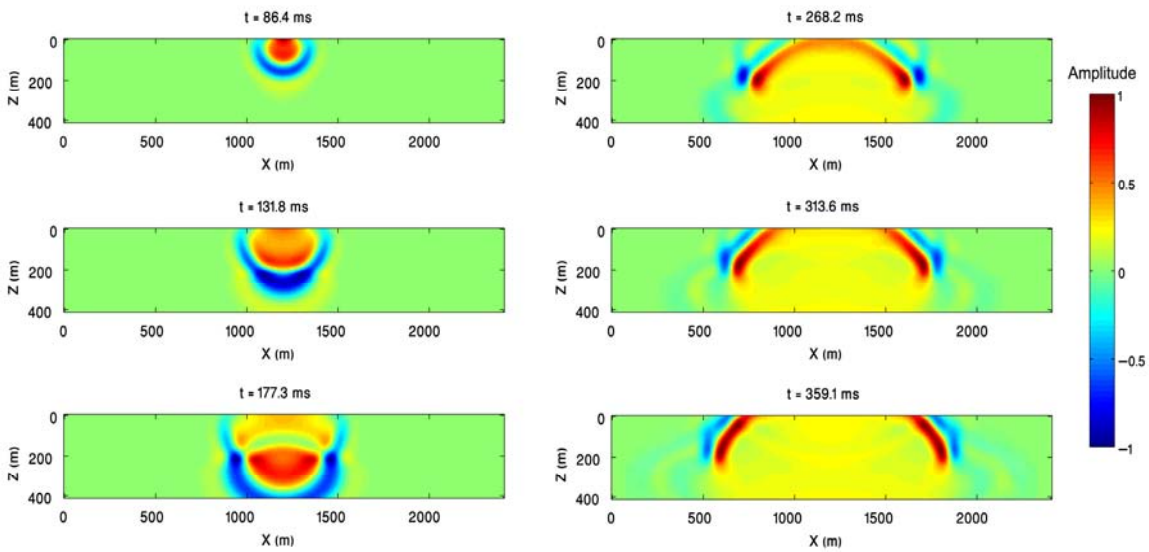 t = 86.4 ms
Z (m)
0
200
400
0 500 1000 1500 2000
X (m)
t = 131.8 ms
Z (m)
0
200
400
0 500 1000 1500 2000
X (m)
t = 177.3 ms
Z (m)
0
200
400
0 500 1000 1500 2000
X (m)
t = 268.2 ms
Z (m)
0
200
400
0 500 1000 1500 2000
X (m)
t = 313.6 ms
Z (m)
0
200
400
0 500 1000 1500 2000
X (m)
t = 359.1 ms
Z (m)
0
200
400
0 500 1000 1500 2000
X (m)
Amplitude
1
0.5
0
−0.5
−1